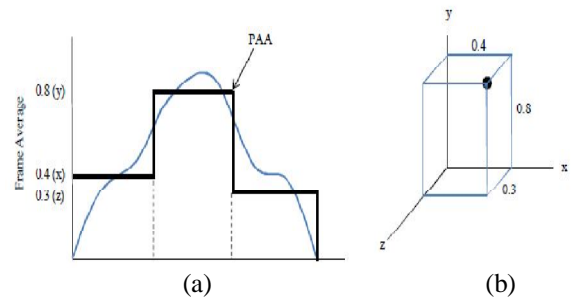 PAA
0.8 (y)
Frame Average
0.4 (x)
0.3 (z)
(a)
y
0.4
0.8
x
0.3
z
(b)